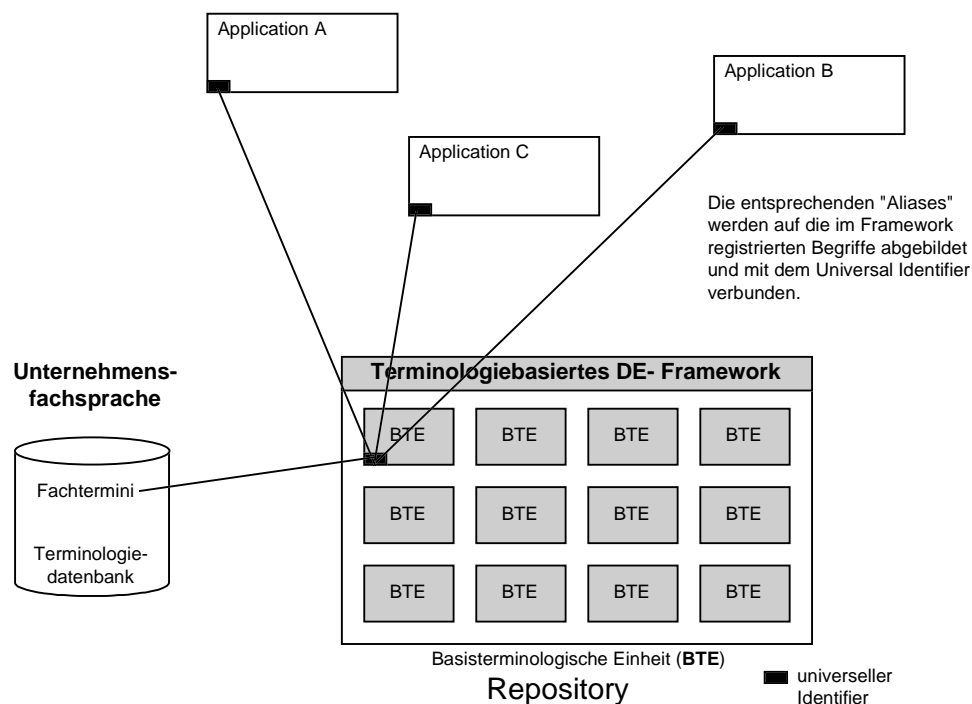 Application A
Application B
Application C
Die entsprechenden "Aliases"
werden auf die im Framework
registrierten Begriffe abgebildet
und mit dem Universal Identifier
verbunden.
Unternehmens-
fachsprache
Fachtermini
Terminologie-
datenbank
Terminologiebasiertes DE- Framework
BTE BTE BTE BTE
BTE BTE BTE BTE
BTE BTE BTE BTE
Basisterminologische Einheit (BTE)
Repository
universeller
Identifier